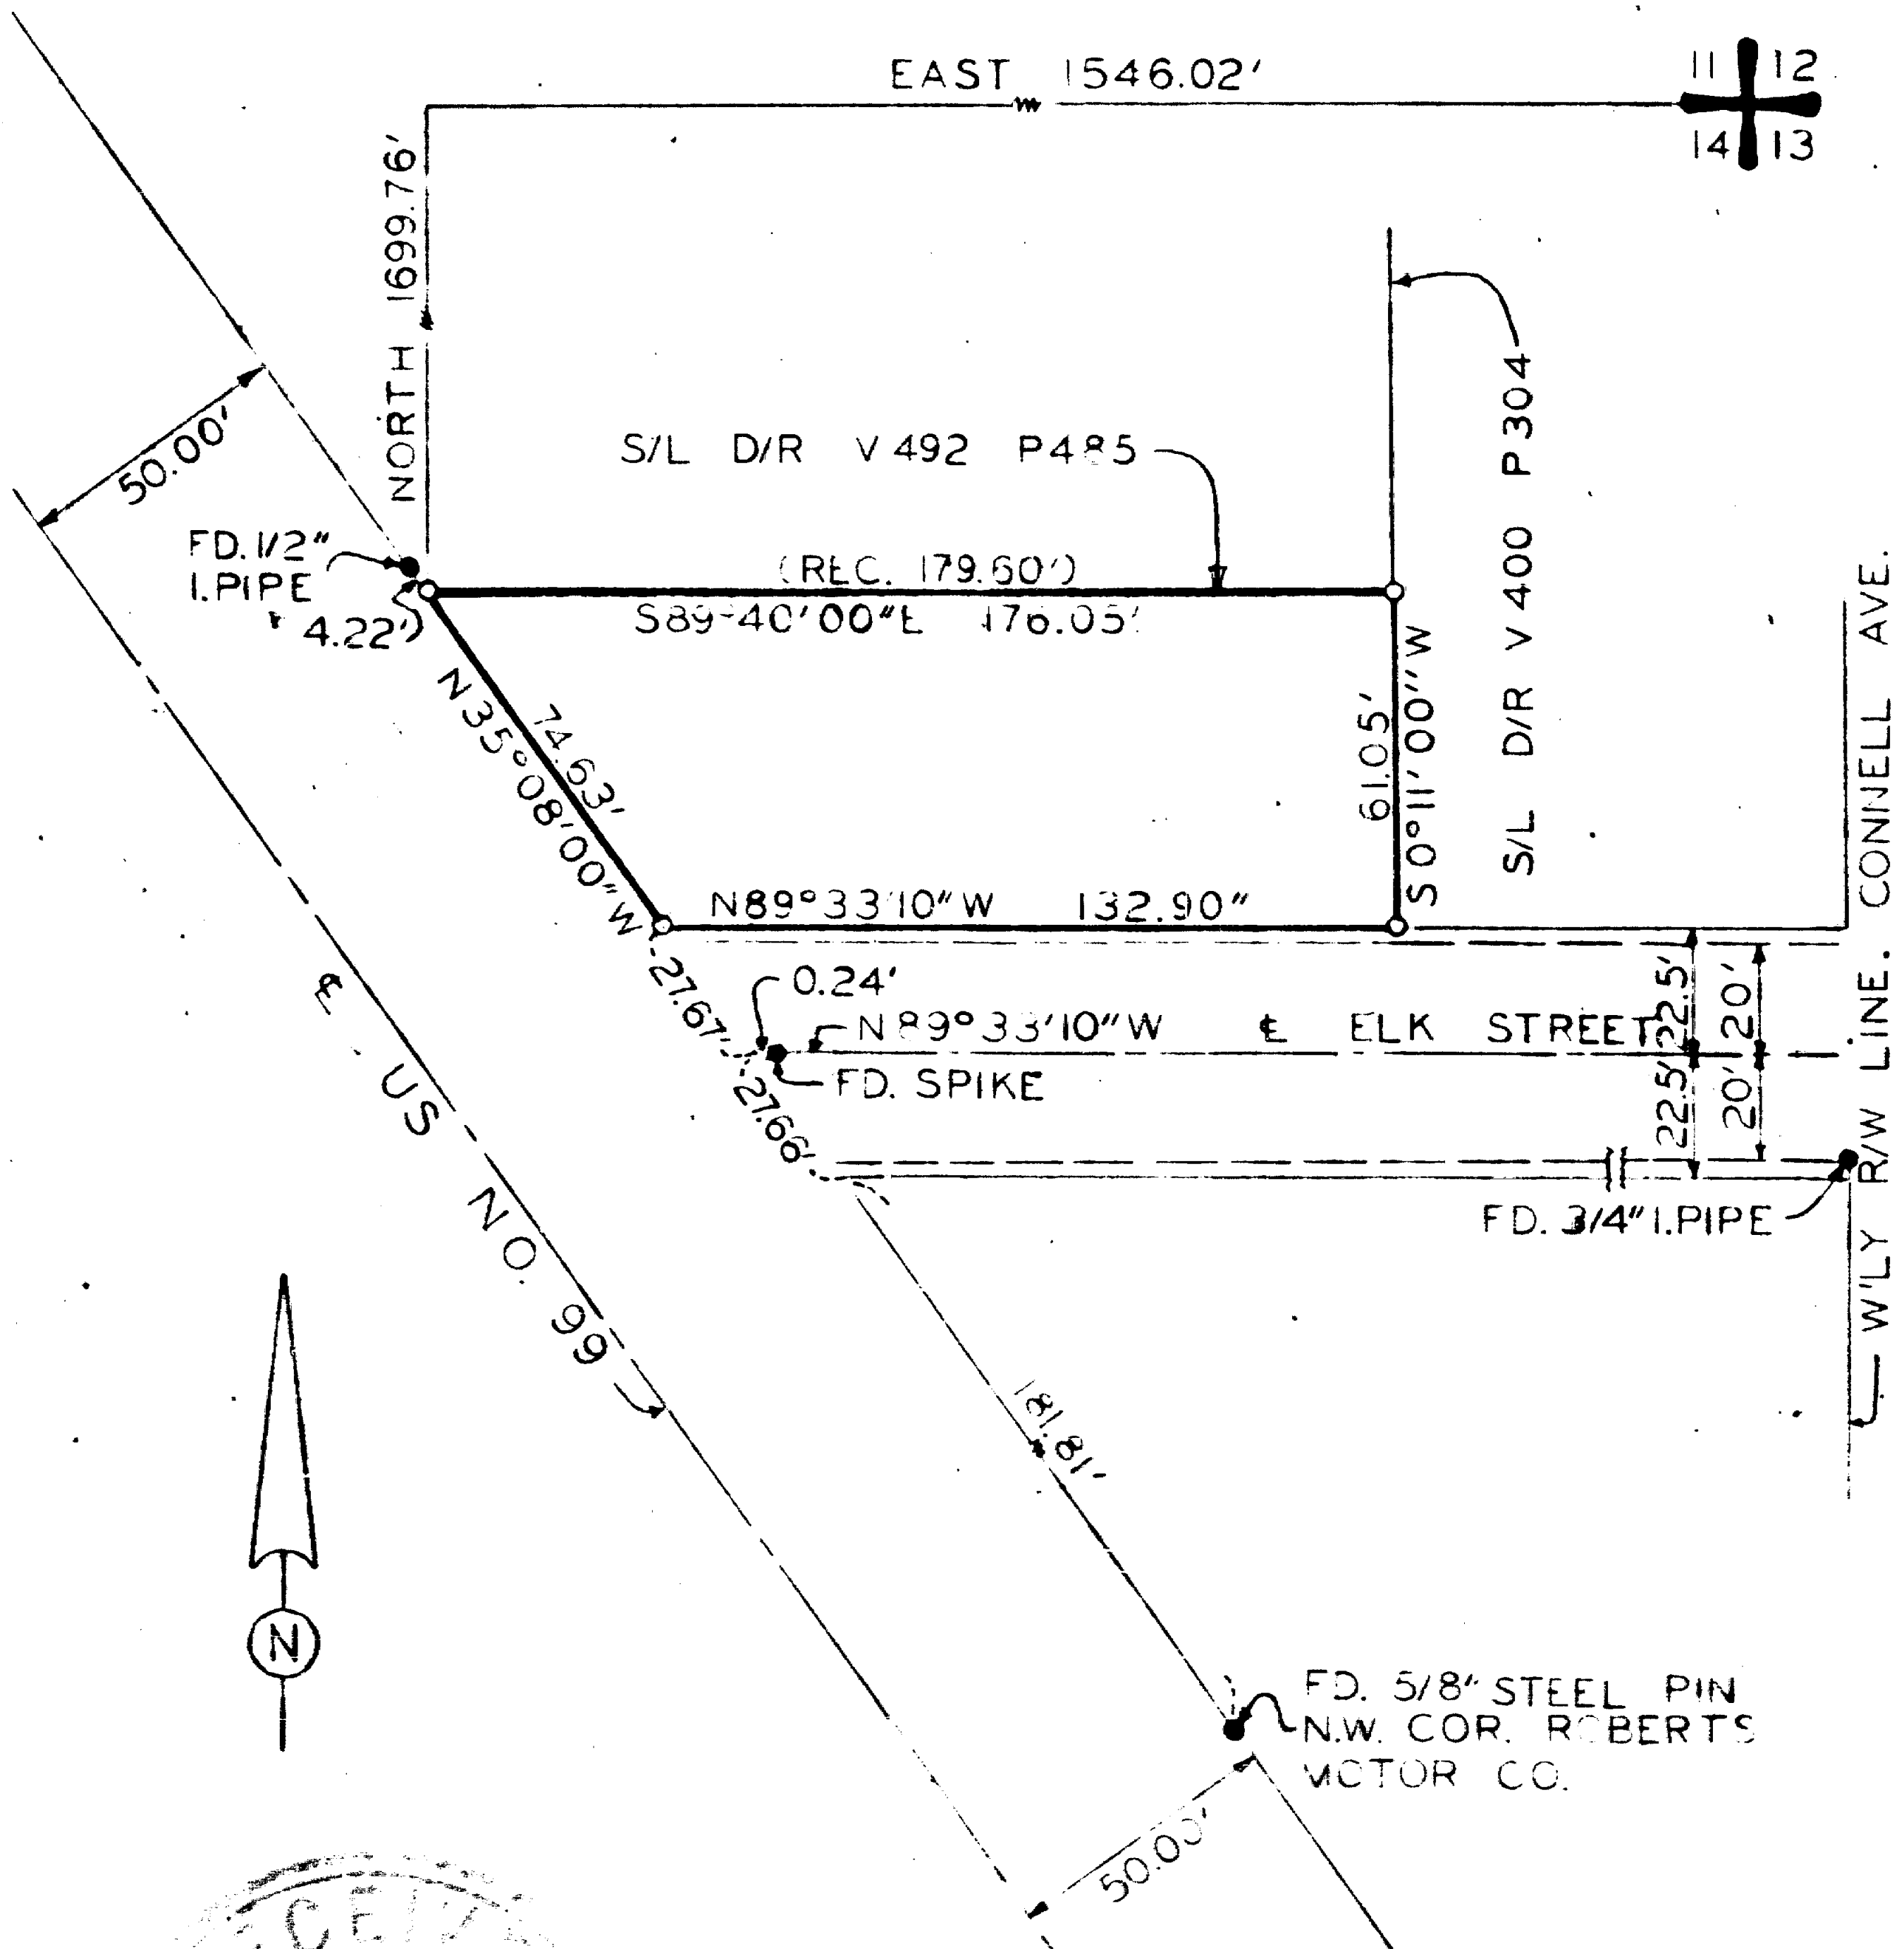 EAST 1546.02'
11 12
14 13
NORTH 1699.76'
50.00'
S/L D/R V 492 P485
S/L D/R V 400 P 304
FD. 1/2"
I.PIPE
4.22')
(REC. 179.60')
S89-40'00"E 176.05'
N35°08'00"W
74.63'
61.05'
S 0°11'00"W
N89°33'10"W 132.90"
W'LY R/W LINE. CONNELL AVE.
27.67'
0.24'
N89°33'10"W ℄ ELK STREET
22.5'
20'
FD. SPIKE
27.66'
22.5'
20'
FD. 3/4" I.PIPE
℄ US NO. 99
181.81'
N
FD. 5/8" STEEL PIN
N.W. COR. ROBERTS
MOTOR CO.
50.00'